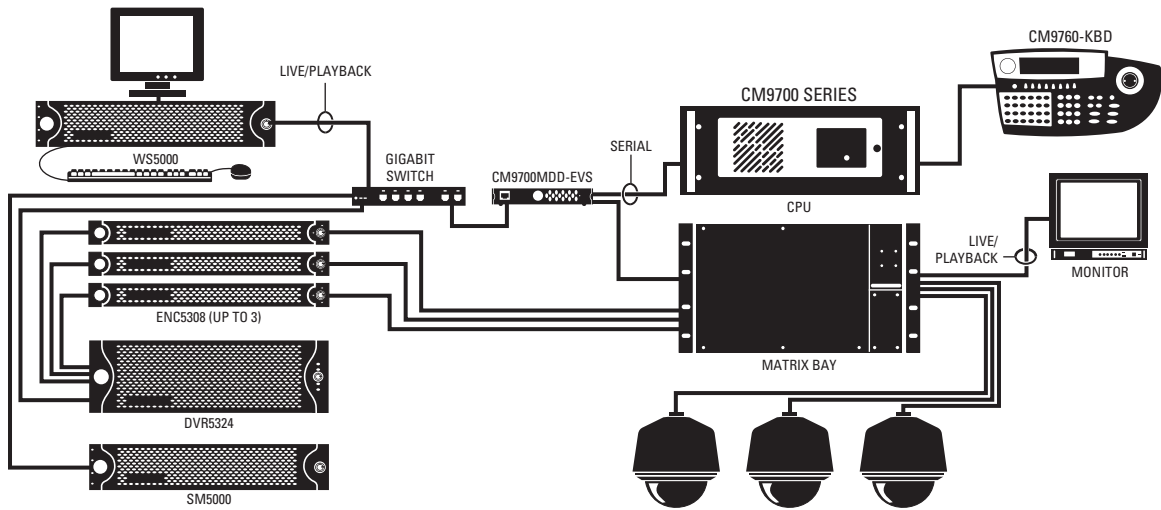 CM9760-KBD
LIVE/PLAYBACK
CM9700 SERIES
WS5000
GIGABIT
SWITCH
CM9700MDD-EVS
SERIAL
CPU
LIVE/
PLAYBACK
MONITOR
ENC5308 (UP TO 3)
MATRIX BAY
DVR5324
SM5000